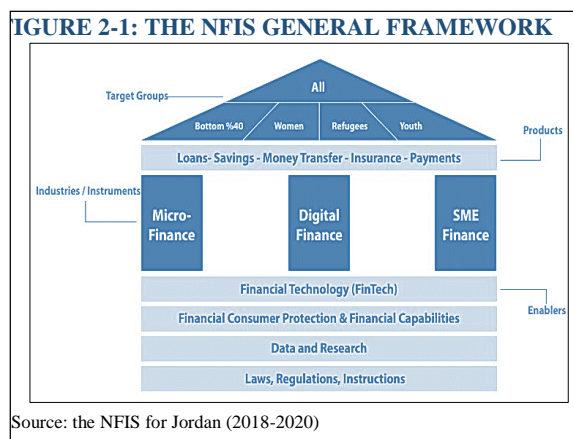 IGURE 2-1: THE NFIS GENERAL FRAMEWORK
All
Target Groups
Bottom %40 Women Refugees Youth
Products
Loans- Savings - Money Transfer - Insurance - Payments
Industries / Instruments
Micro-
Finance
Digital
Finance
SME
Finance
Financial Technology (FinTech)
Enablers
Financial Consumer Protection & Financial Capabilities
Data and Research
Laws, Regulations, Instructions
Source: the NFIS for Jordan (2018-2020)